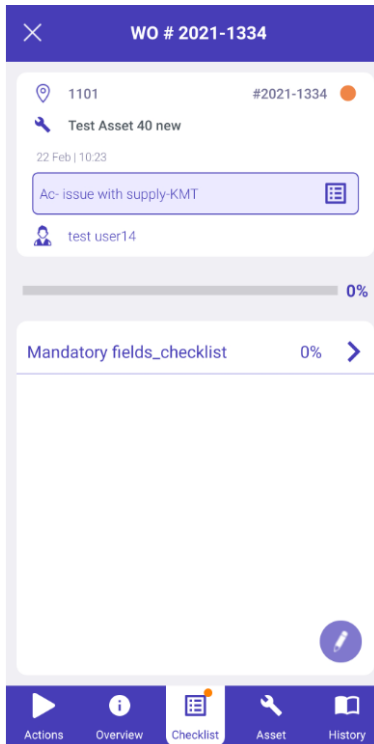 WO # 2021-1334
1101 #2021-1334
Test Asset 40 new
22 Feb | 10:23
Ac- issue with supply-KMT
test user14
0%
Mandatory fields_checklist 0%
Actions Overview Checklist Asset History